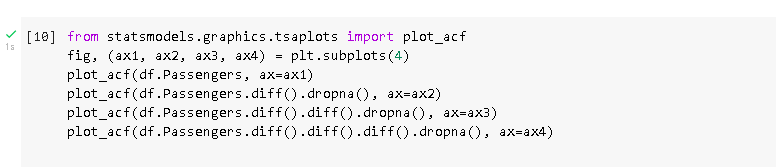 [10] from statsmodels.graphics.tsaplots import plot_acf
fig, (ax1, ax2, ax3, ax4) = plt.subplots(4)
plot_acf(df.Passengers, ax=ax1)
plot_acf(df.Passengers.diff().dropna(), ax=ax2)
plot_acf(df.Passengers.diff().diff().dropna(), ax=ax3)
plot_acf(df.Passengers.diff().diff().diff().dropna(), ax=ax4)
1s